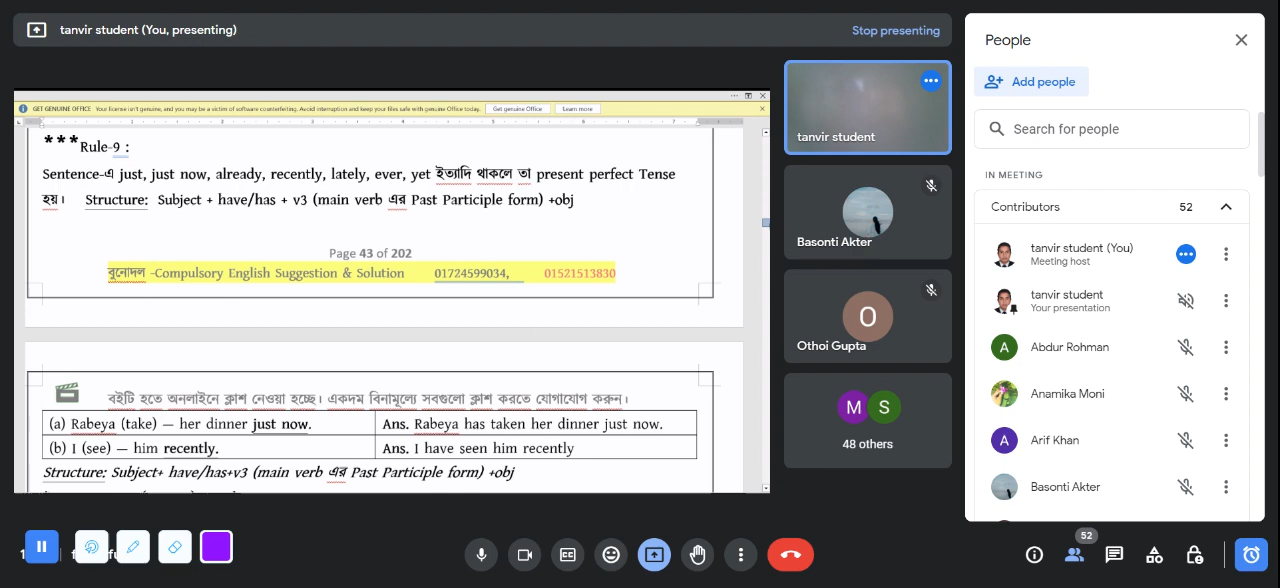 tanvir student (You, presenting)
Stop presenting
GET GENUINE OFFICE Your license isn't genuine, and you may be a victim of software counterfeiting. Avoid interruption and keep your files safe with genuine Office today.
Get genuine Office
Learn more
***Rule-9 :
Sentence-এ just, just now, already, recently, lately, ever, yet ইত্যাদি থাকলে তা present perfect Tense
হয়। Structure: Subject + have/has + v3 (main verb এর Past Participle form) +obj
Page 43 of 202
বুনোদল -Compulsory English Suggestion & Solution 01724599034, 01521513830
বইটি হতে অনলাইনে ক্লাশ নেওয়া হচ্ছে। একদম বিনামূল্যে সবগুলো ক্লাশ করতে যোগাযোগ করুন।
(a) Rabeya (take) — her dinner just now. Ans. Rabeya has taken her dinner just now.
(b) I (see) — him recently. Ans. I have seen him recently
Structure: Subject+ have/has+v3 (main verb এর Past Participle form) +obj
tanvir student
Basonti Akter
O
Othoi Gupta
M S
48 others
People
Add people
Search for people
IN MEETING
Contributors 52
tanvir student (You)
Meeting host
tanvir student
Your presentation
A Abdur Rohman
Anamika Moni
A Arif Khan
Basonti Akter
52